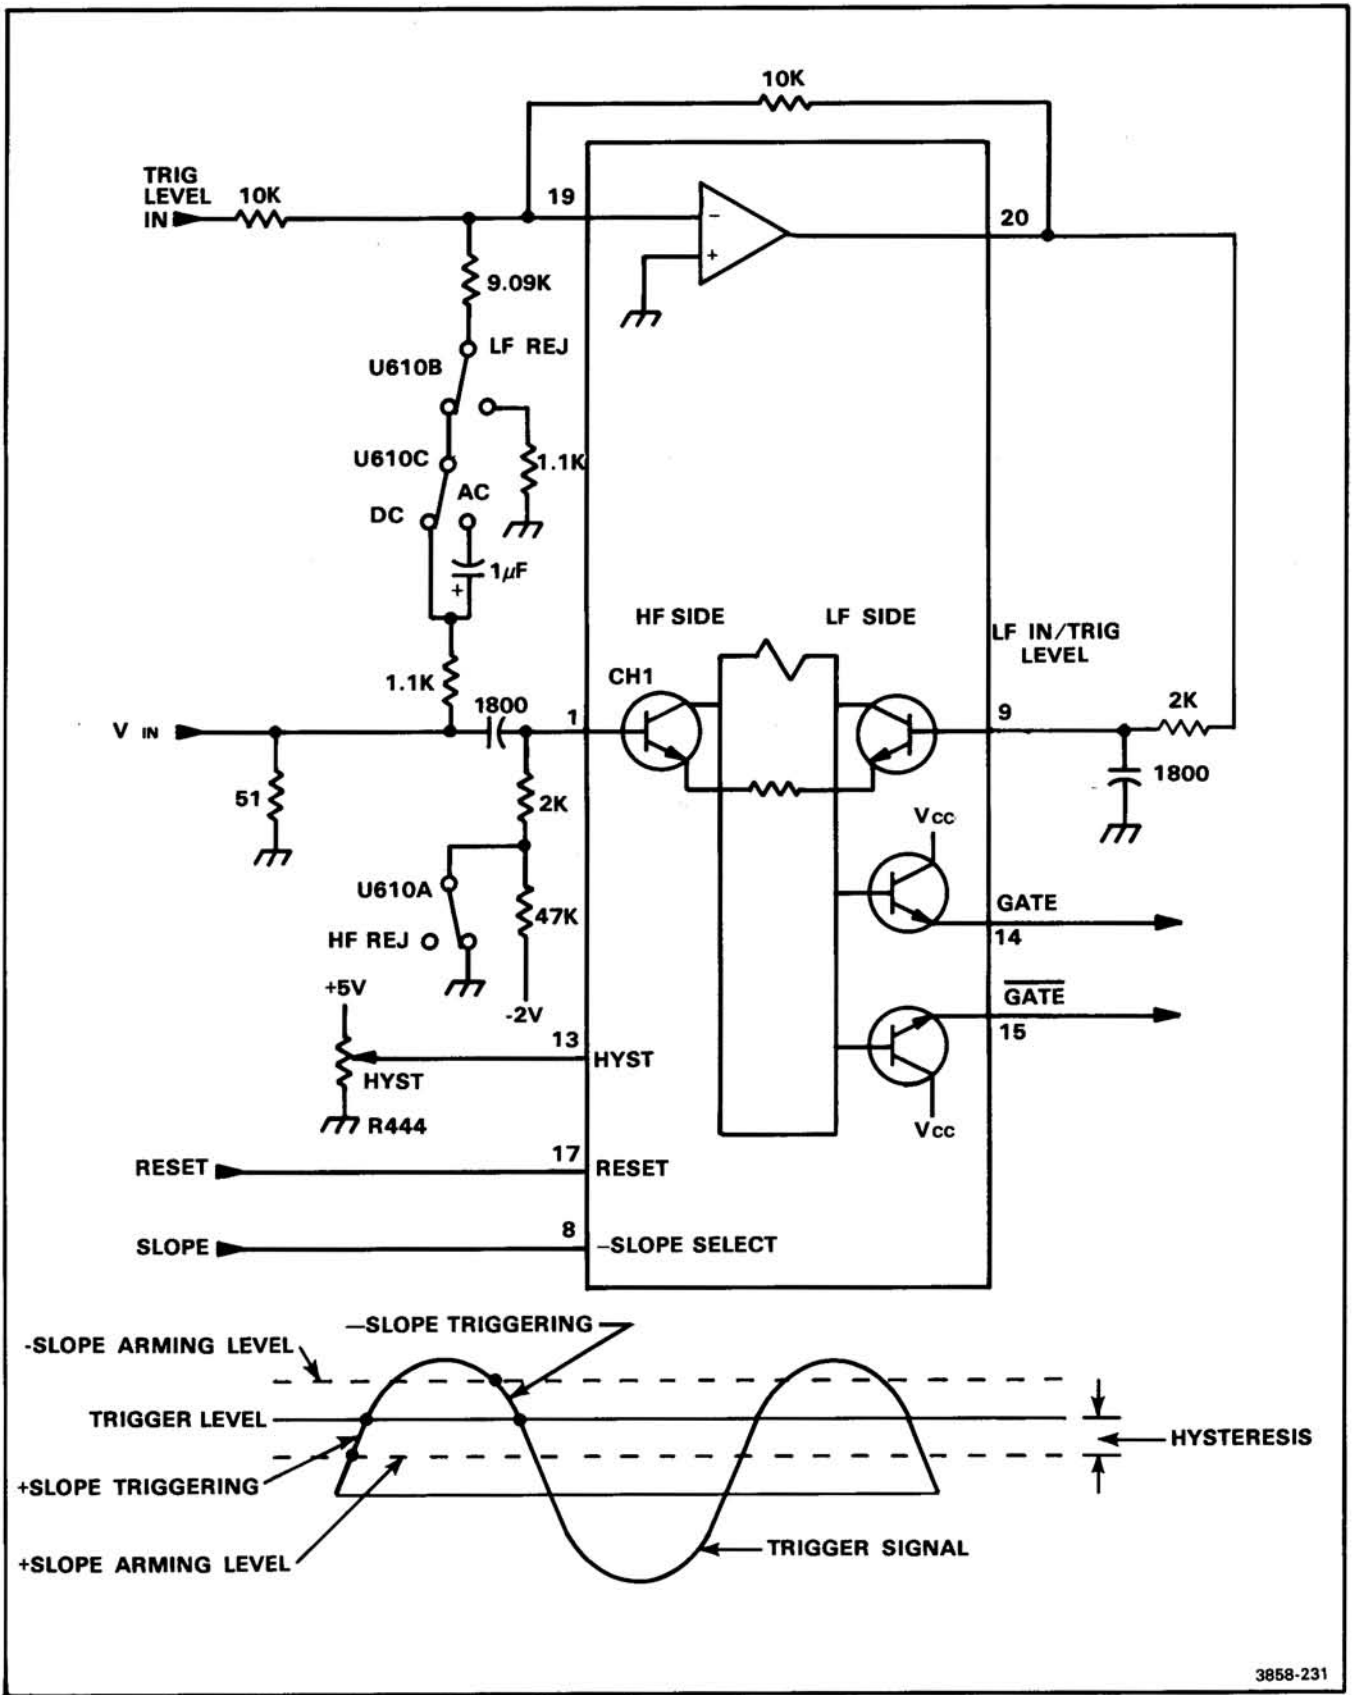 10K
TRIG
LEVEL
IN
10K
19
20
−
+
9.09K
LF REJ
U610B
U610C
1.1K
AC
DC
1µF
+
HF SIDE
LF SIDE
LF IN/TRIG
LEVEL
CH1
1.1K
1800
1
9
2K
V IN
51
2K
1800
Vcc
U610A
47K
GATE
14
HF REJ
+5V
-2V
GATE
15
13
HYST
HYST
R444
Vcc
RESET
17
RESET
SLOPE
8
−SLOPE SELECT
—SLOPE TRIGGERING
-SLOPE ARMING LEVEL
TRIGGER LEVEL
HYSTERESIS
+SLOPE TRIGGERING
+SLOPE ARMING LEVEL
TRIGGER SIGNAL
3858-231